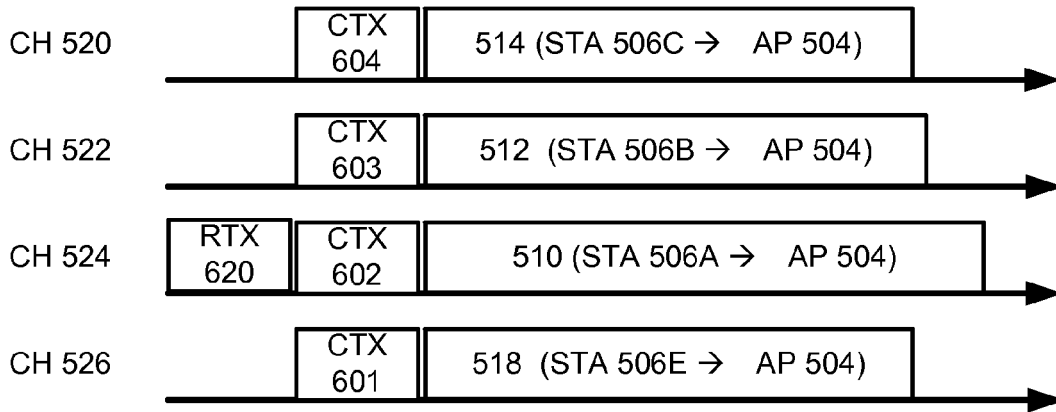 CH 520
CTX
604
514 (STA 506C → AP 504)
CH 522
CTX
603
512 (STA 506B → AP 504)
CH 524
RTX
620
CTX
602
510 (STA 506A → AP 504)
CH 526
CTX
601
518 (STA 506E → AP 504)